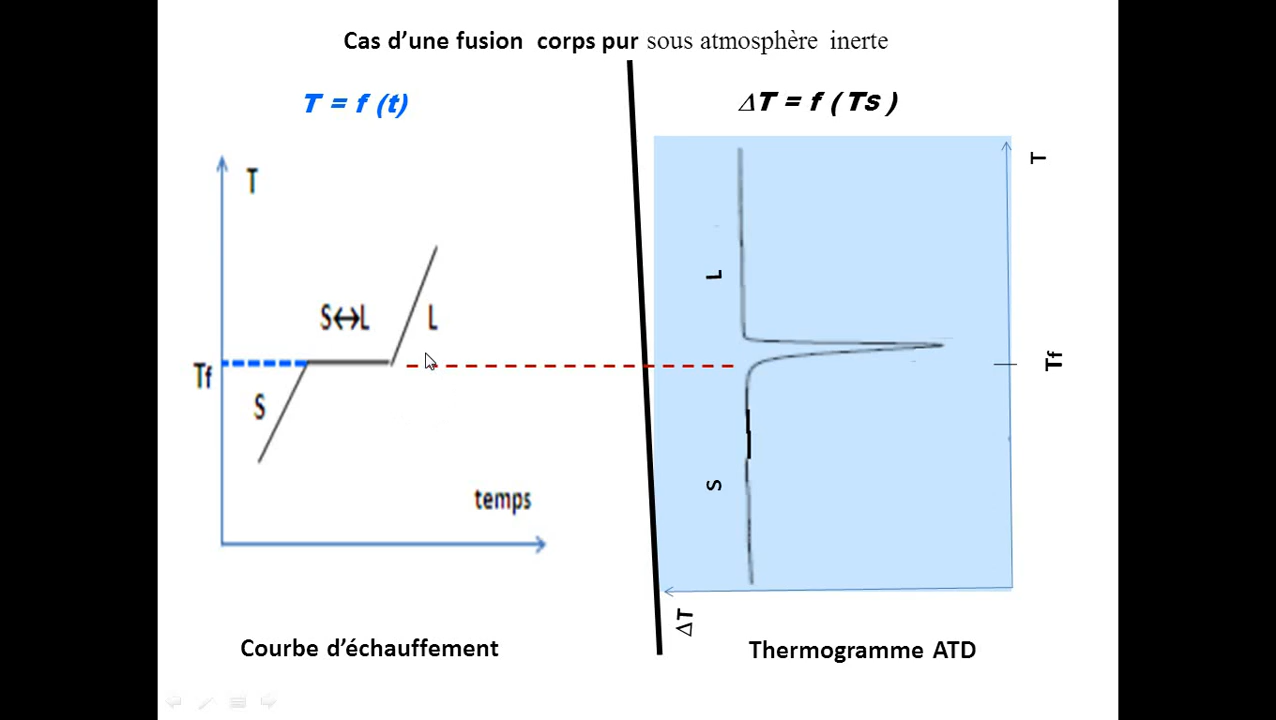 Cas d’une fusion corps pur sous atmosphère inerte
T = f (t)
T
S↔L
L
Tf
S
temps
Courbe d’échauffement
ΔT = f ( Ts )
T
L
Tf
S
ΔT
Thermogramme ATD